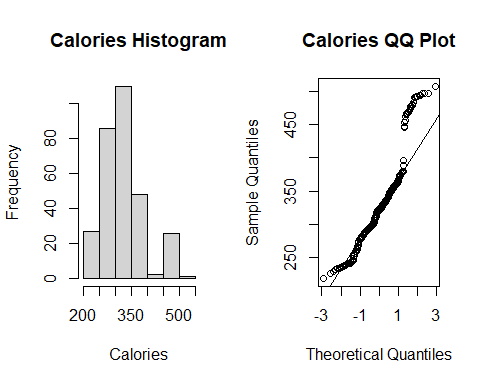 Calories Histogram
Frequency
0 20 40 60 80
200 350 500
Calories
Calories QQ Plot
Sample Quantiles
250 350 450
-3 -1 1 3
Theoretical Quantiles